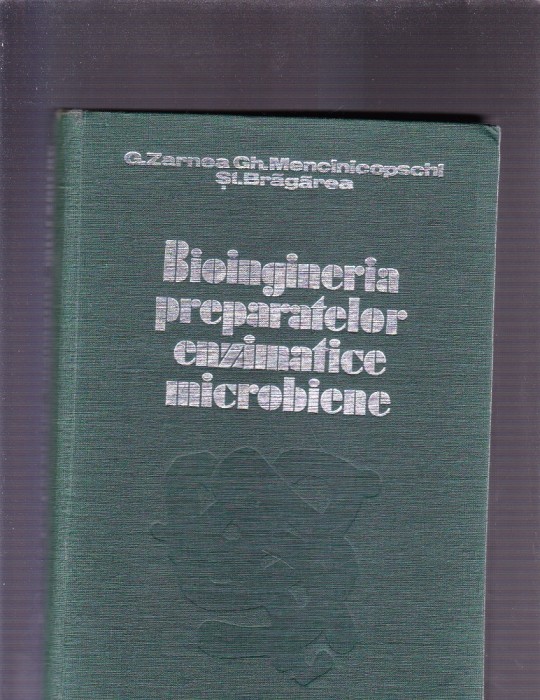 G.Zarnea Gh.Mencinicopschi
Șt.Brăgărea
Bioingineria
preparatelor
enzimatice
microbiene